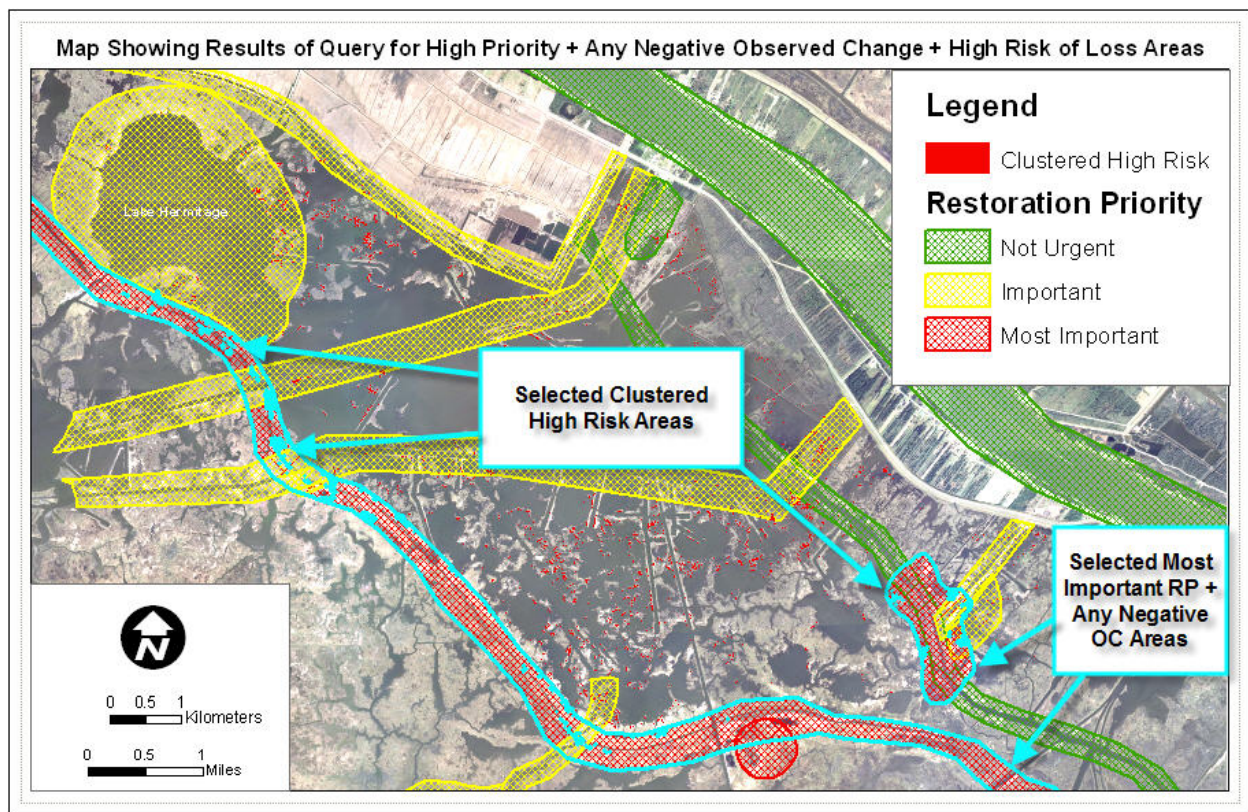 Map Showing Results of Query for High Priority + Any Negative Observed Change + High Risk of Loss Areas
Legend
Clustered High Risk
Restoration Priority
Not Urgent
Important
Most Important
Lake Hermitage
Selected Clustered
High Risk Areas
Selected Most
Important RP +
Any Negative
OC Areas
N
0 0.5 1
Kilometers
0 0.5 1
Miles